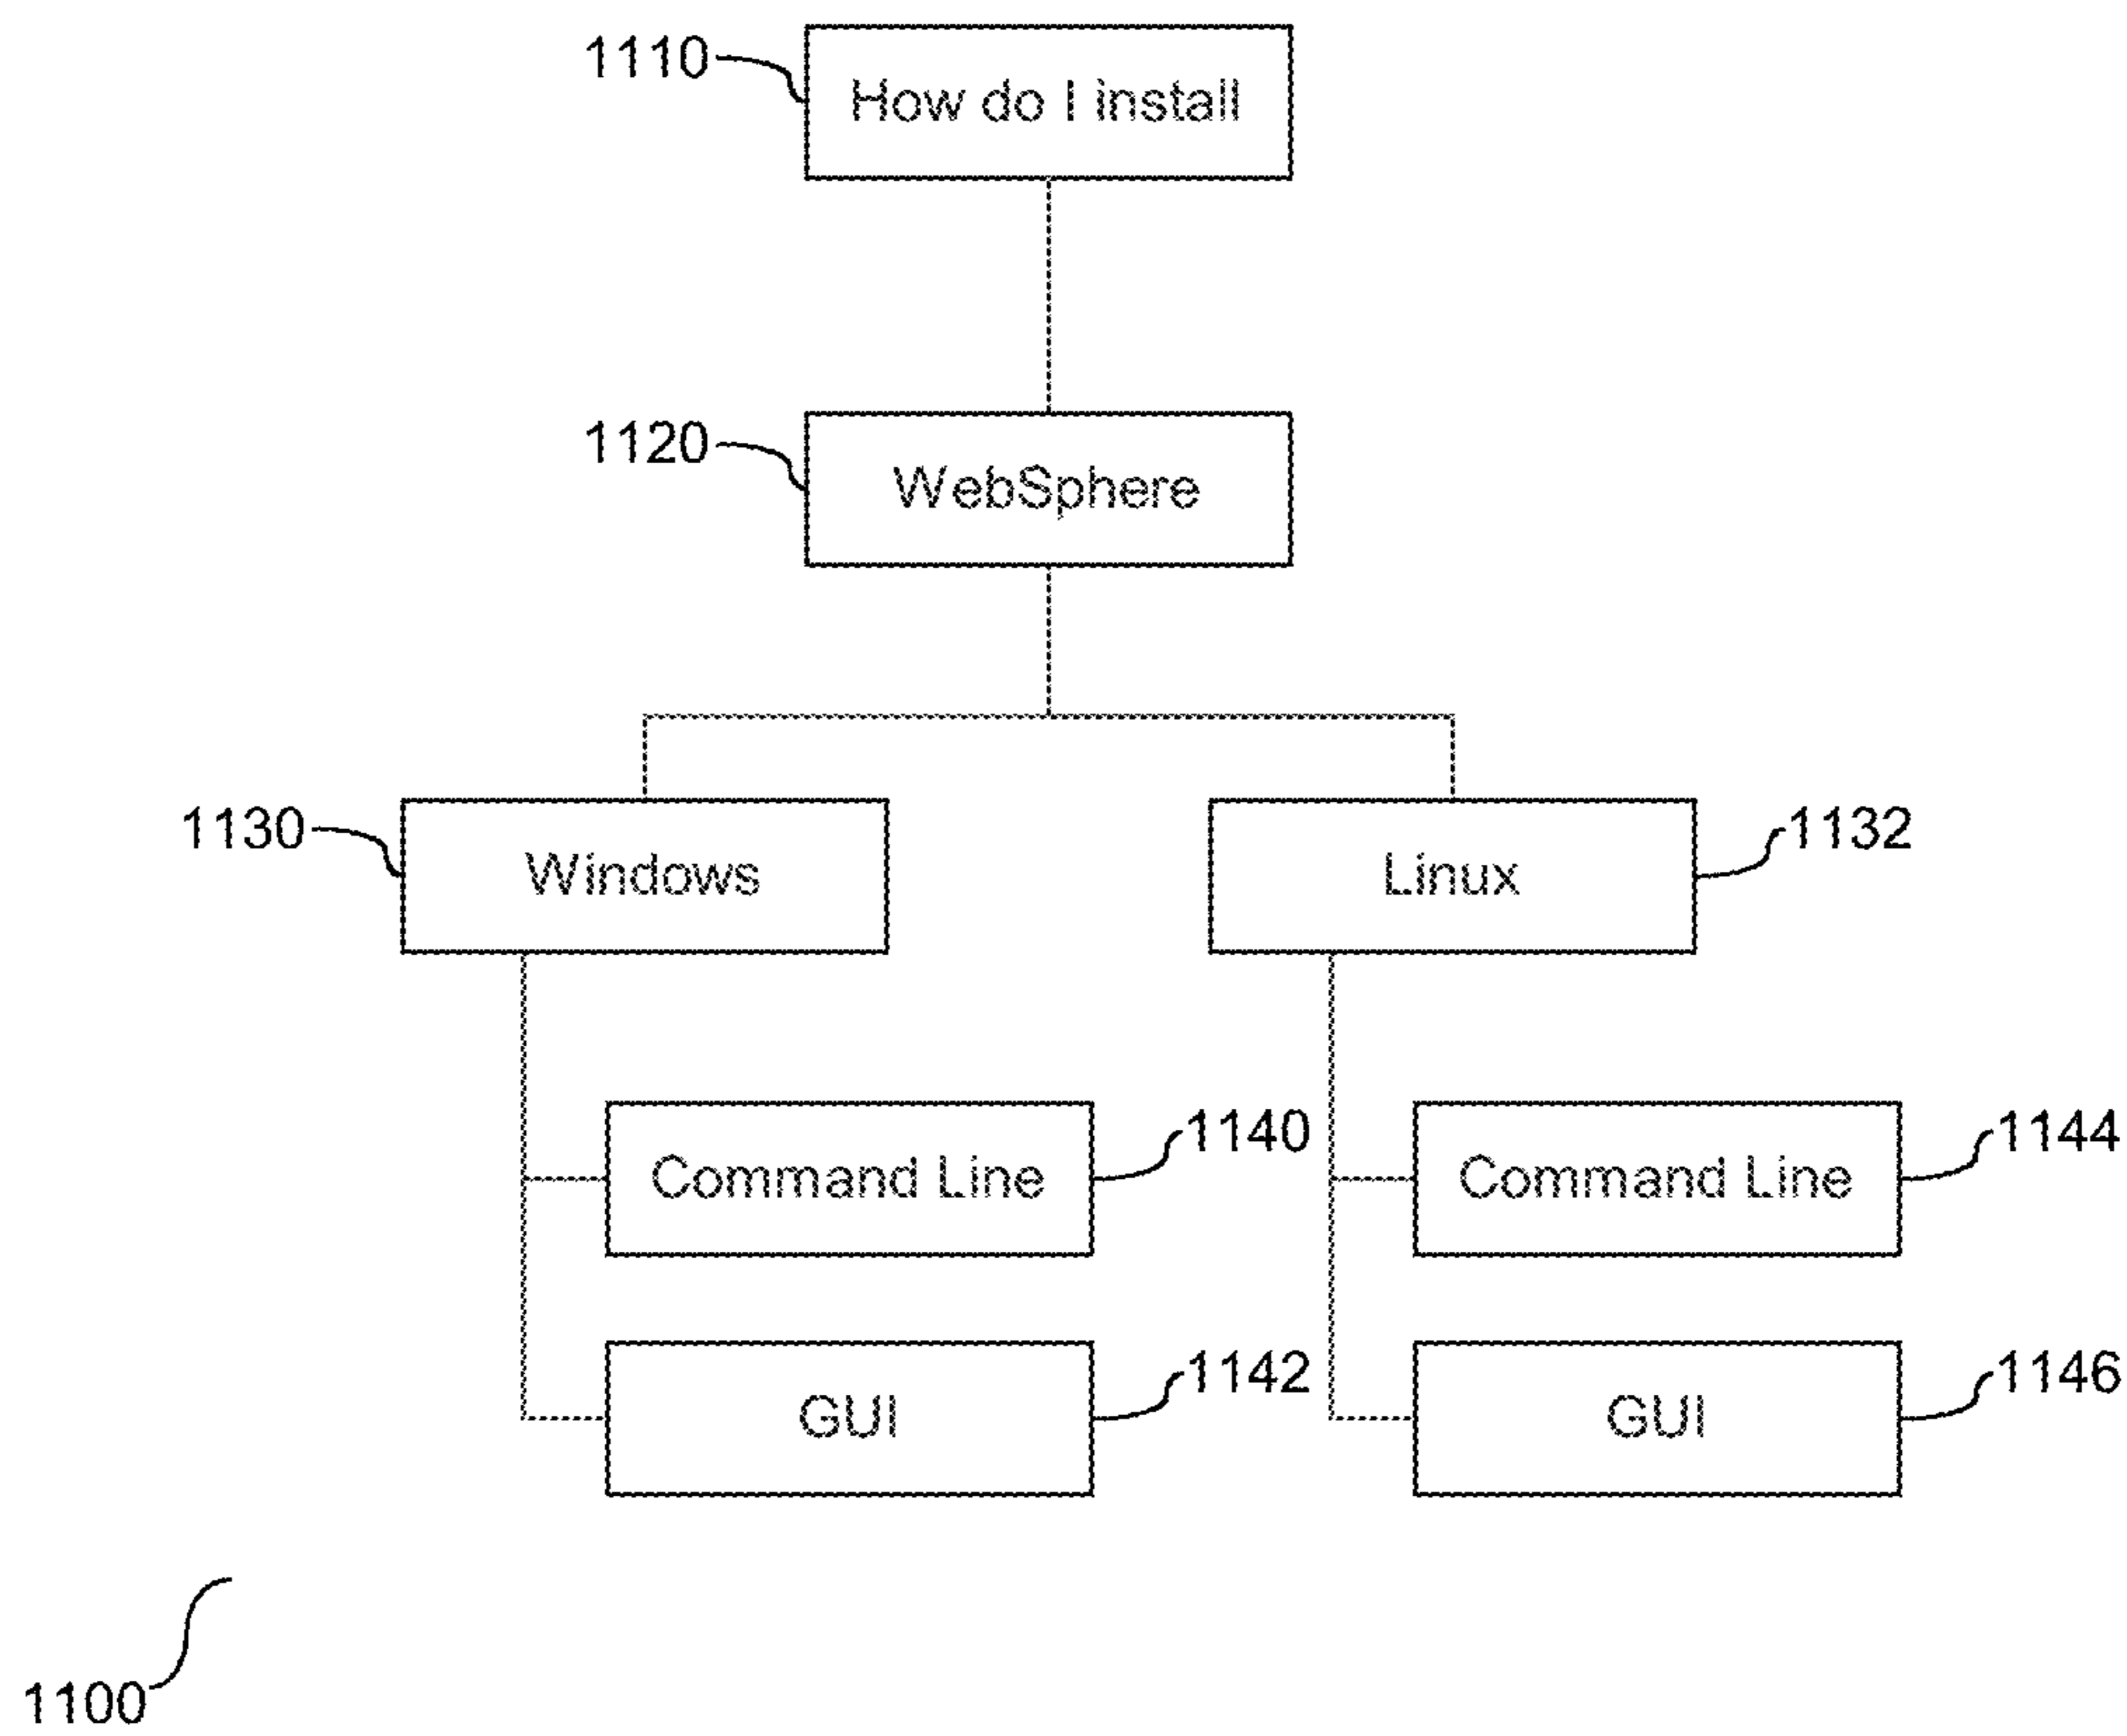 1110
How do I install
1120
WebSphere
1130
Windows
Linux
1132
Command Line
1140
Command Line
1144
GUI
1142
GUI
1146
1100